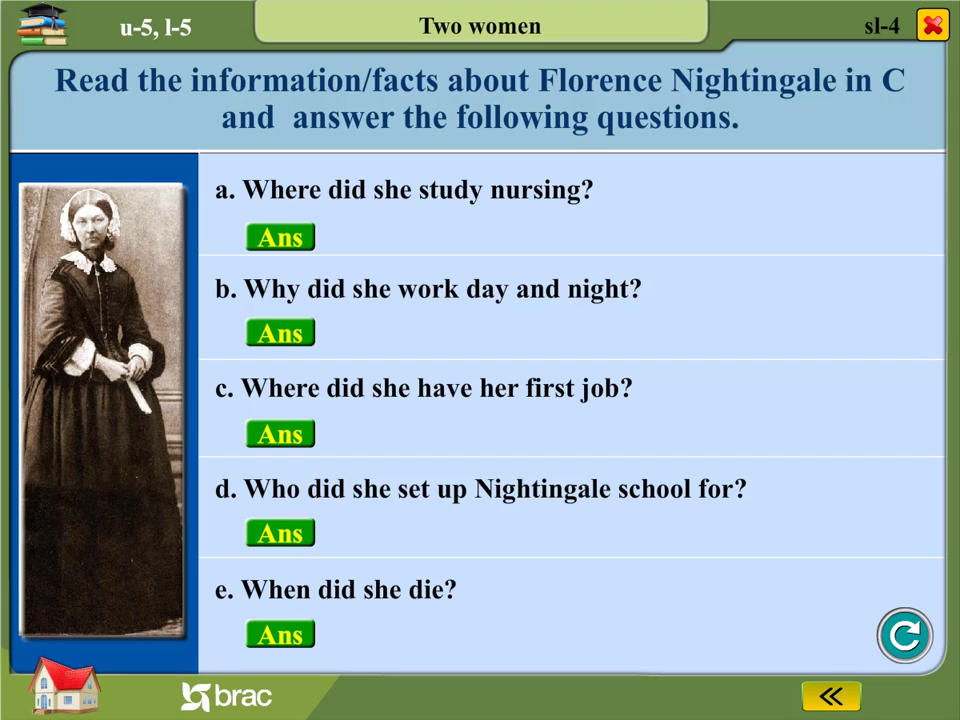 u-5, l-5
Two women
sl-4
Read the information/facts about Florence Nightingale in C
and answer the following questions.
a. Where did she study nursing?
Ans
b. Why did she work day and night?
Ans
c. Where did she have her first job?
Ans
d. Who did she set up Nightingale school for?
Ans
e. When did she die?
Ans
brac